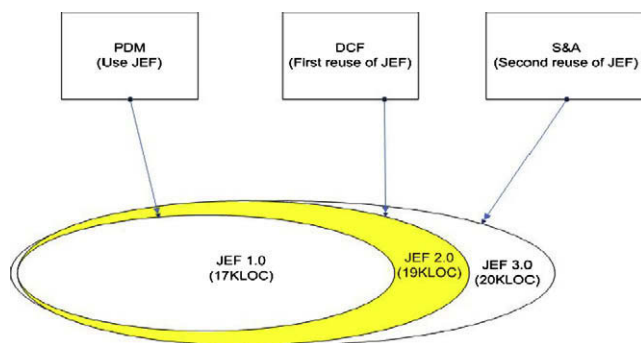 PDM
(Use JEF)
DCF
(First reuse of JEF)
S&A
(Second reuse of JEF)
JEF 1.0
(17KLOC)
JEF 2.0
(19KLOC)
JEF 3.0
(20KLOC)